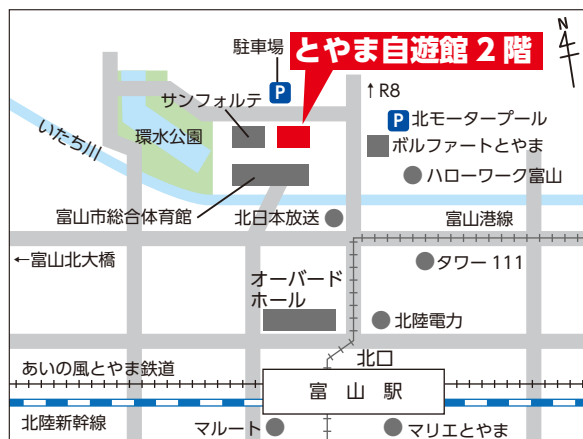 とやま自遊館 2 階
駐車場
P
N
サンフォルテ
↑R8
いたち川
環水公園
P北モータープール
ボルファートとやま
ハローワーク富山
富山市総合体育館
北日本放送
富山港線
←富山北大橋
タワー 111
オーバード
ホール
北陸電力
北口
あいの風とやま鉄道
富山駅
北陸新幹線
マルート
マリエとやま